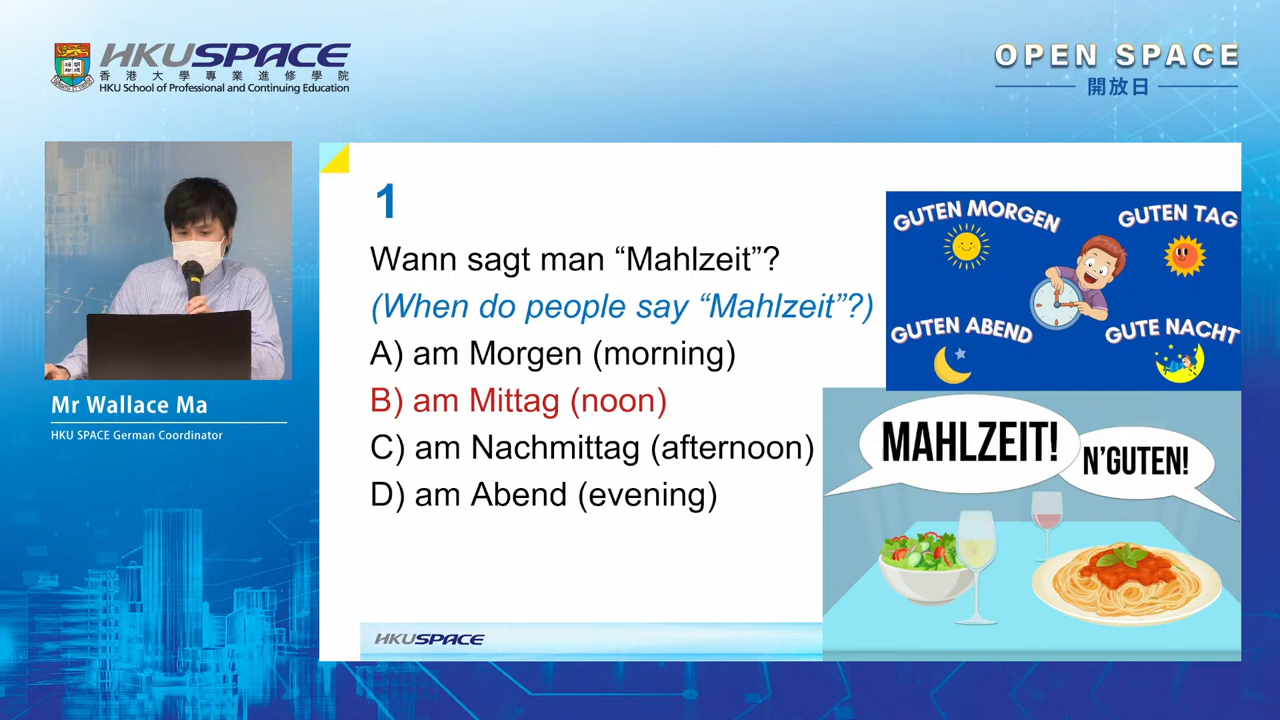 HKUSPACE
香港大學專業進修學院
HKU School of Professional and Continuing Education
OPEN SPACE
開放日
Mr Wallace Ma
HKU SPACE German Coordinator
1
Wann sagt man “Mahlzeit”?
(When do people say “Mahlzeit”?)
A) am Morgen (morning)
B) am Mittag (noon)
C) am Nachmittag (afternoon)
D) am Abend (evening)
GUTEN MORGEN
GUTEN TAG
GUTEN ABEND
GUTE NACHT
MAHLZEIT!
N’GUTEN!
HKUSPACE